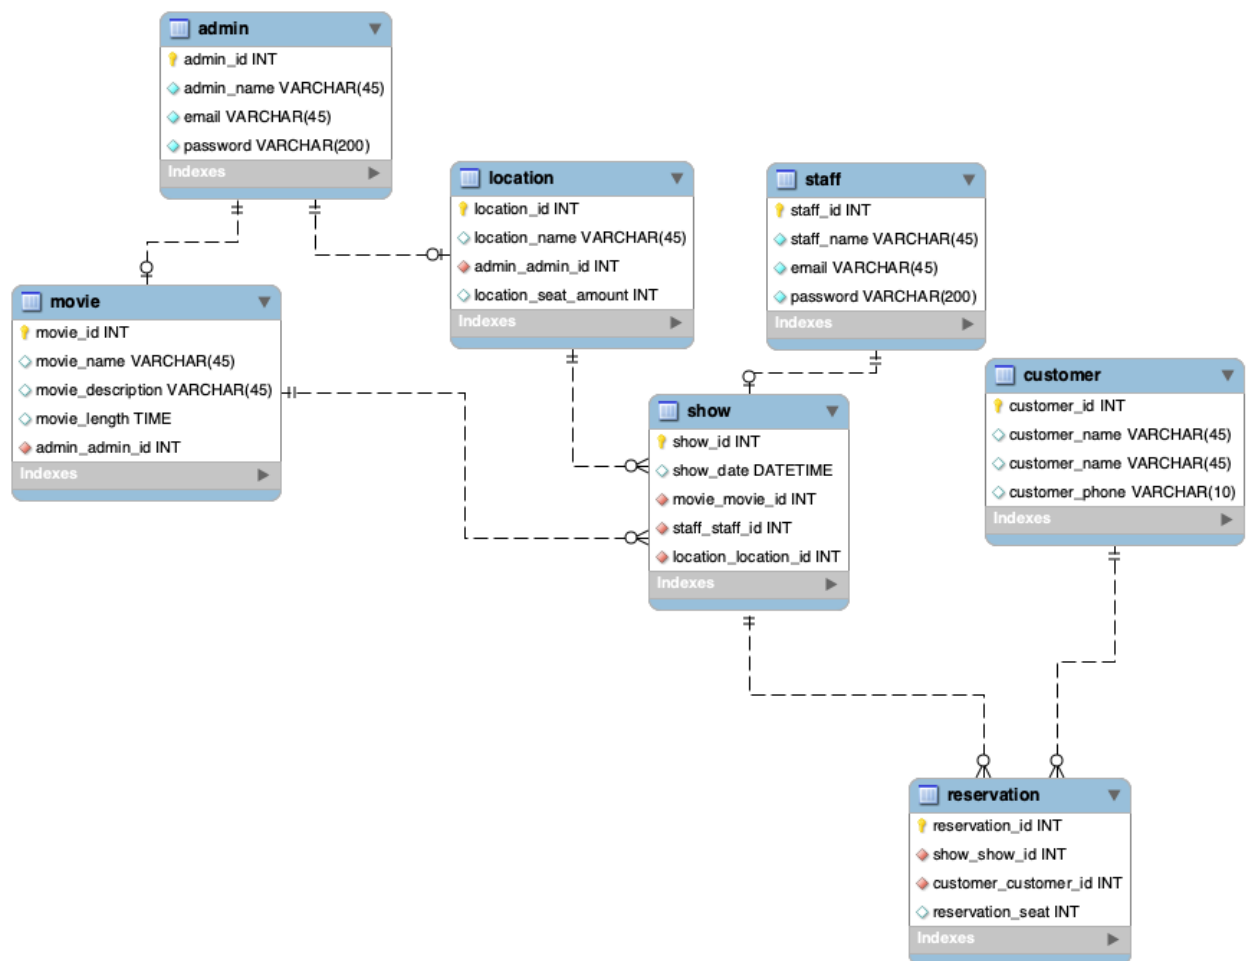 admin
admin_id INT
admin_name VARCHAR(45)
email VARCHAR(45)
password VARCHAR(200)
Indexes
location
location_id INT
location_name VARCHAR(45)
admin_admin_id INT
location_seat_amount INT
Indexes
staff
staff_id INT
staff_name VARCHAR(45)
email VARCHAR(45)
password VARCHAR(200)
Indexes
movie
movie_id INT
movie_name VARCHAR(45)
movie_description VARCHAR(45)
movie_length TIME
admin_admin_id INT
Indexes
show
show_id INT
show_date DATETIME
movie_movie_id INT
staff_staff_id INT
location_location_id INT
Indexes
customer
customer_id INT
customer_name VARCHAR(45)
customer_name VARCHAR(45)
customer_phone VARCHAR(10)
Indexes
reservation
reservation_id INT
show_show_id INT
customer_customer_id INT
reservation_seat INT
Indexes